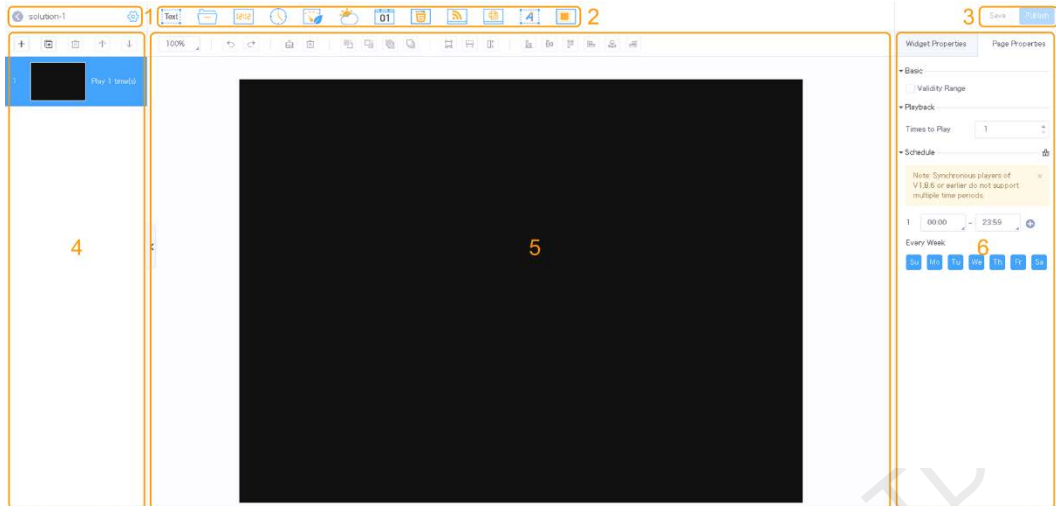 solution-1
1
Text
1212
01
A
2
3
Save
Publish
100%
Widget Properties
Page Properties
1
Play 1 time(s)
Basic
Validity Range
Playback
Times to Play
1
Schedule
Note: Synchronous players of
V1.8.6 or earlier do not support
multiple time periods.
1
00:00
-
23:59
Every Week
Su Mo Tu We Th Fr Sa
4
5
6